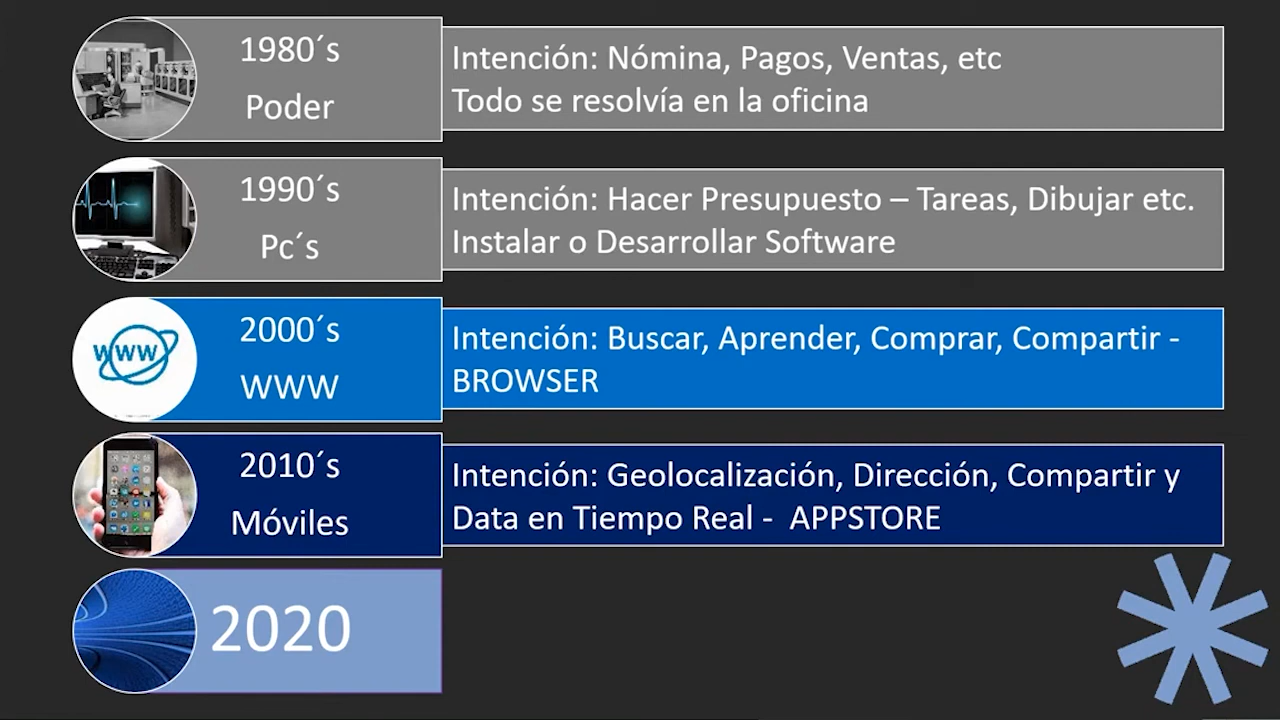 1980´s
Poder
Intención: Nómina, Pagos, Ventas, etc
Todo se resolvía en la oficina
1990´s
Pc´s
Intención: Hacer Presupuesto – Tareas, Dibujar etc.
Instalar o Desarrollar Software
www
2000´s
WWW
Intención: Buscar, Aprender, Comprar, Compartir -
BROWSER
2010´s
Móviles
Intención: Geolocalización, Dirección, Compartir y
Data en Tiempo Real - APPSTORE
2020